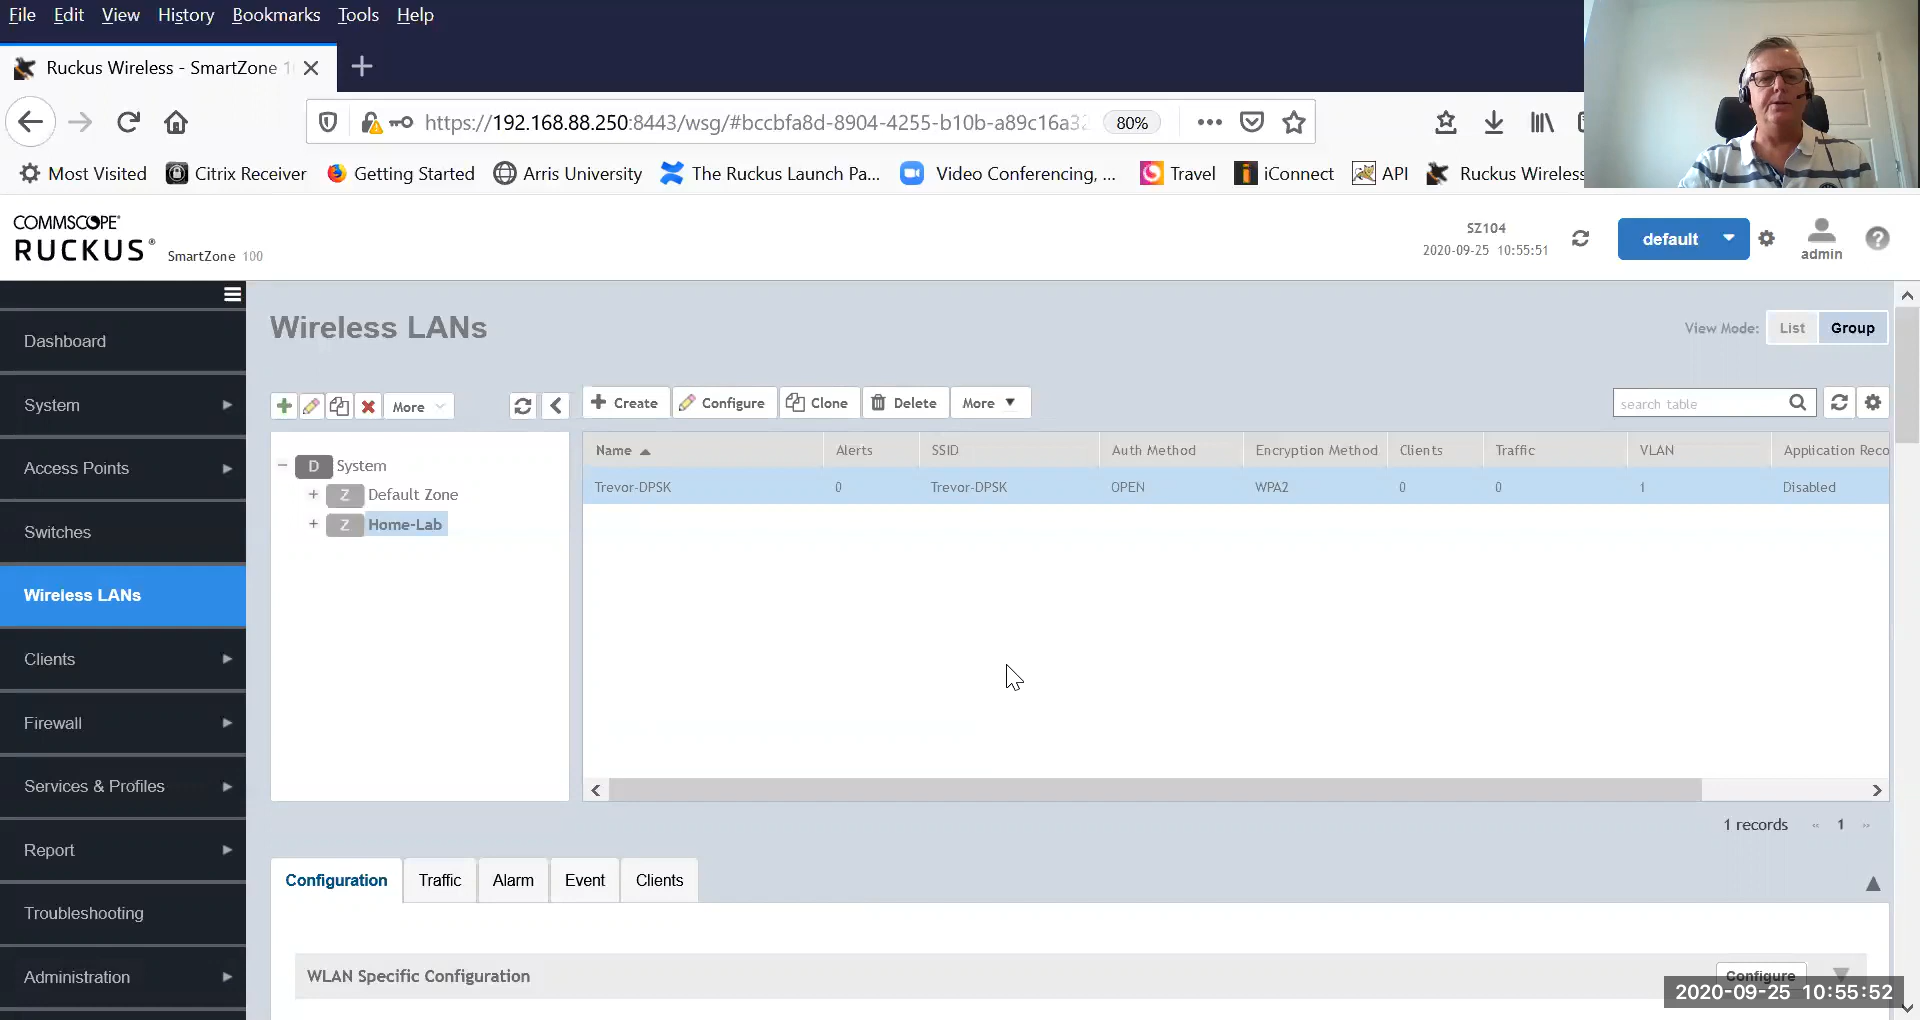 File Edit View History Bookmarks Tools Help
Ruckus Wireless - SmartZone 1
https://192.168.88.250:8443/wsg/#bccbfa8d-8904-4255-b10b-a89c16a32 80%
Most Visited Citrix Receiver Getting Started Arris University The Ruckus Launch Pa... Video Conferencing, ... Travel iConnect API Ruckus Wireless
COMMSCOPE®
RUCKUS® SmartZone 100
SZ104
2020-09-25 10:55:51
default
admin
Dashboard
System
Access Points
Switches
Wireless LANs
Clients
Firewall
Services & Profiles
Report
Troubleshooting
Administration
Wireless LANs
View Mode: List Group
More
Create Configure Clone Delete More
search table
D System
Z Default Zone
Z Home-Lab
Name Alerts SSID Auth Method Encryption Method Clients Traffic VLAN Application Reco
Trevor-DPSK 0 Trevor-DPSK OPEN WPA2 0 0 1 Disabled
1 records « 1 »
Configuration Traffic Alarm Event Clients
WLAN Specific Configuration Configure
2020-09-25 10:55:52